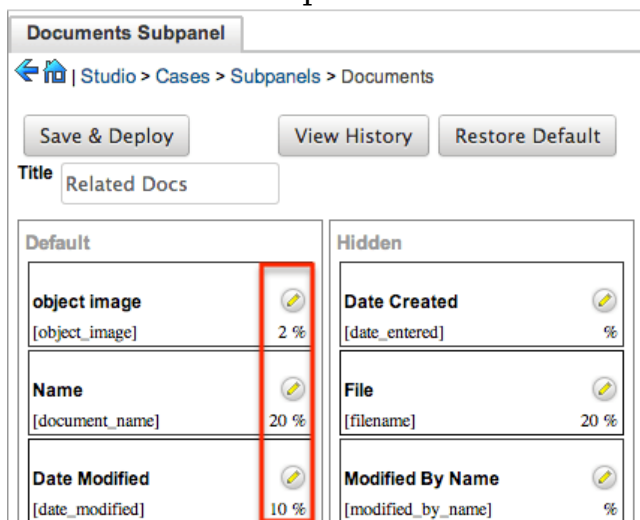 Documents Subpanel
| Studio > Cases > Subpanels > Documents
Save & Deploy View History Restore Default
Title Related Docs
Default Hidden
object image Date Created
[object_image] 2 % [date_entered] %
Name File
[document_name] 20 % [filename] 20 %
Date Modified Modified By Name
[date_modified] 10 % [modified_by_name] %